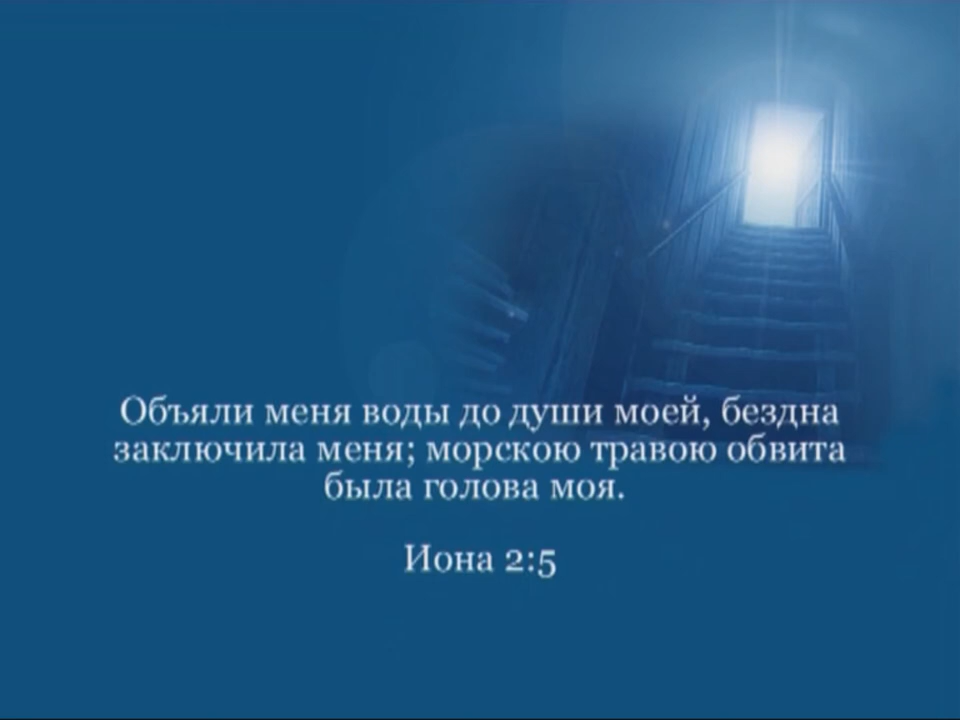 Объяли меня воды до души моей, бездна
заключила меня; морскою травою обвита
была голова моя.
Иона 2:5